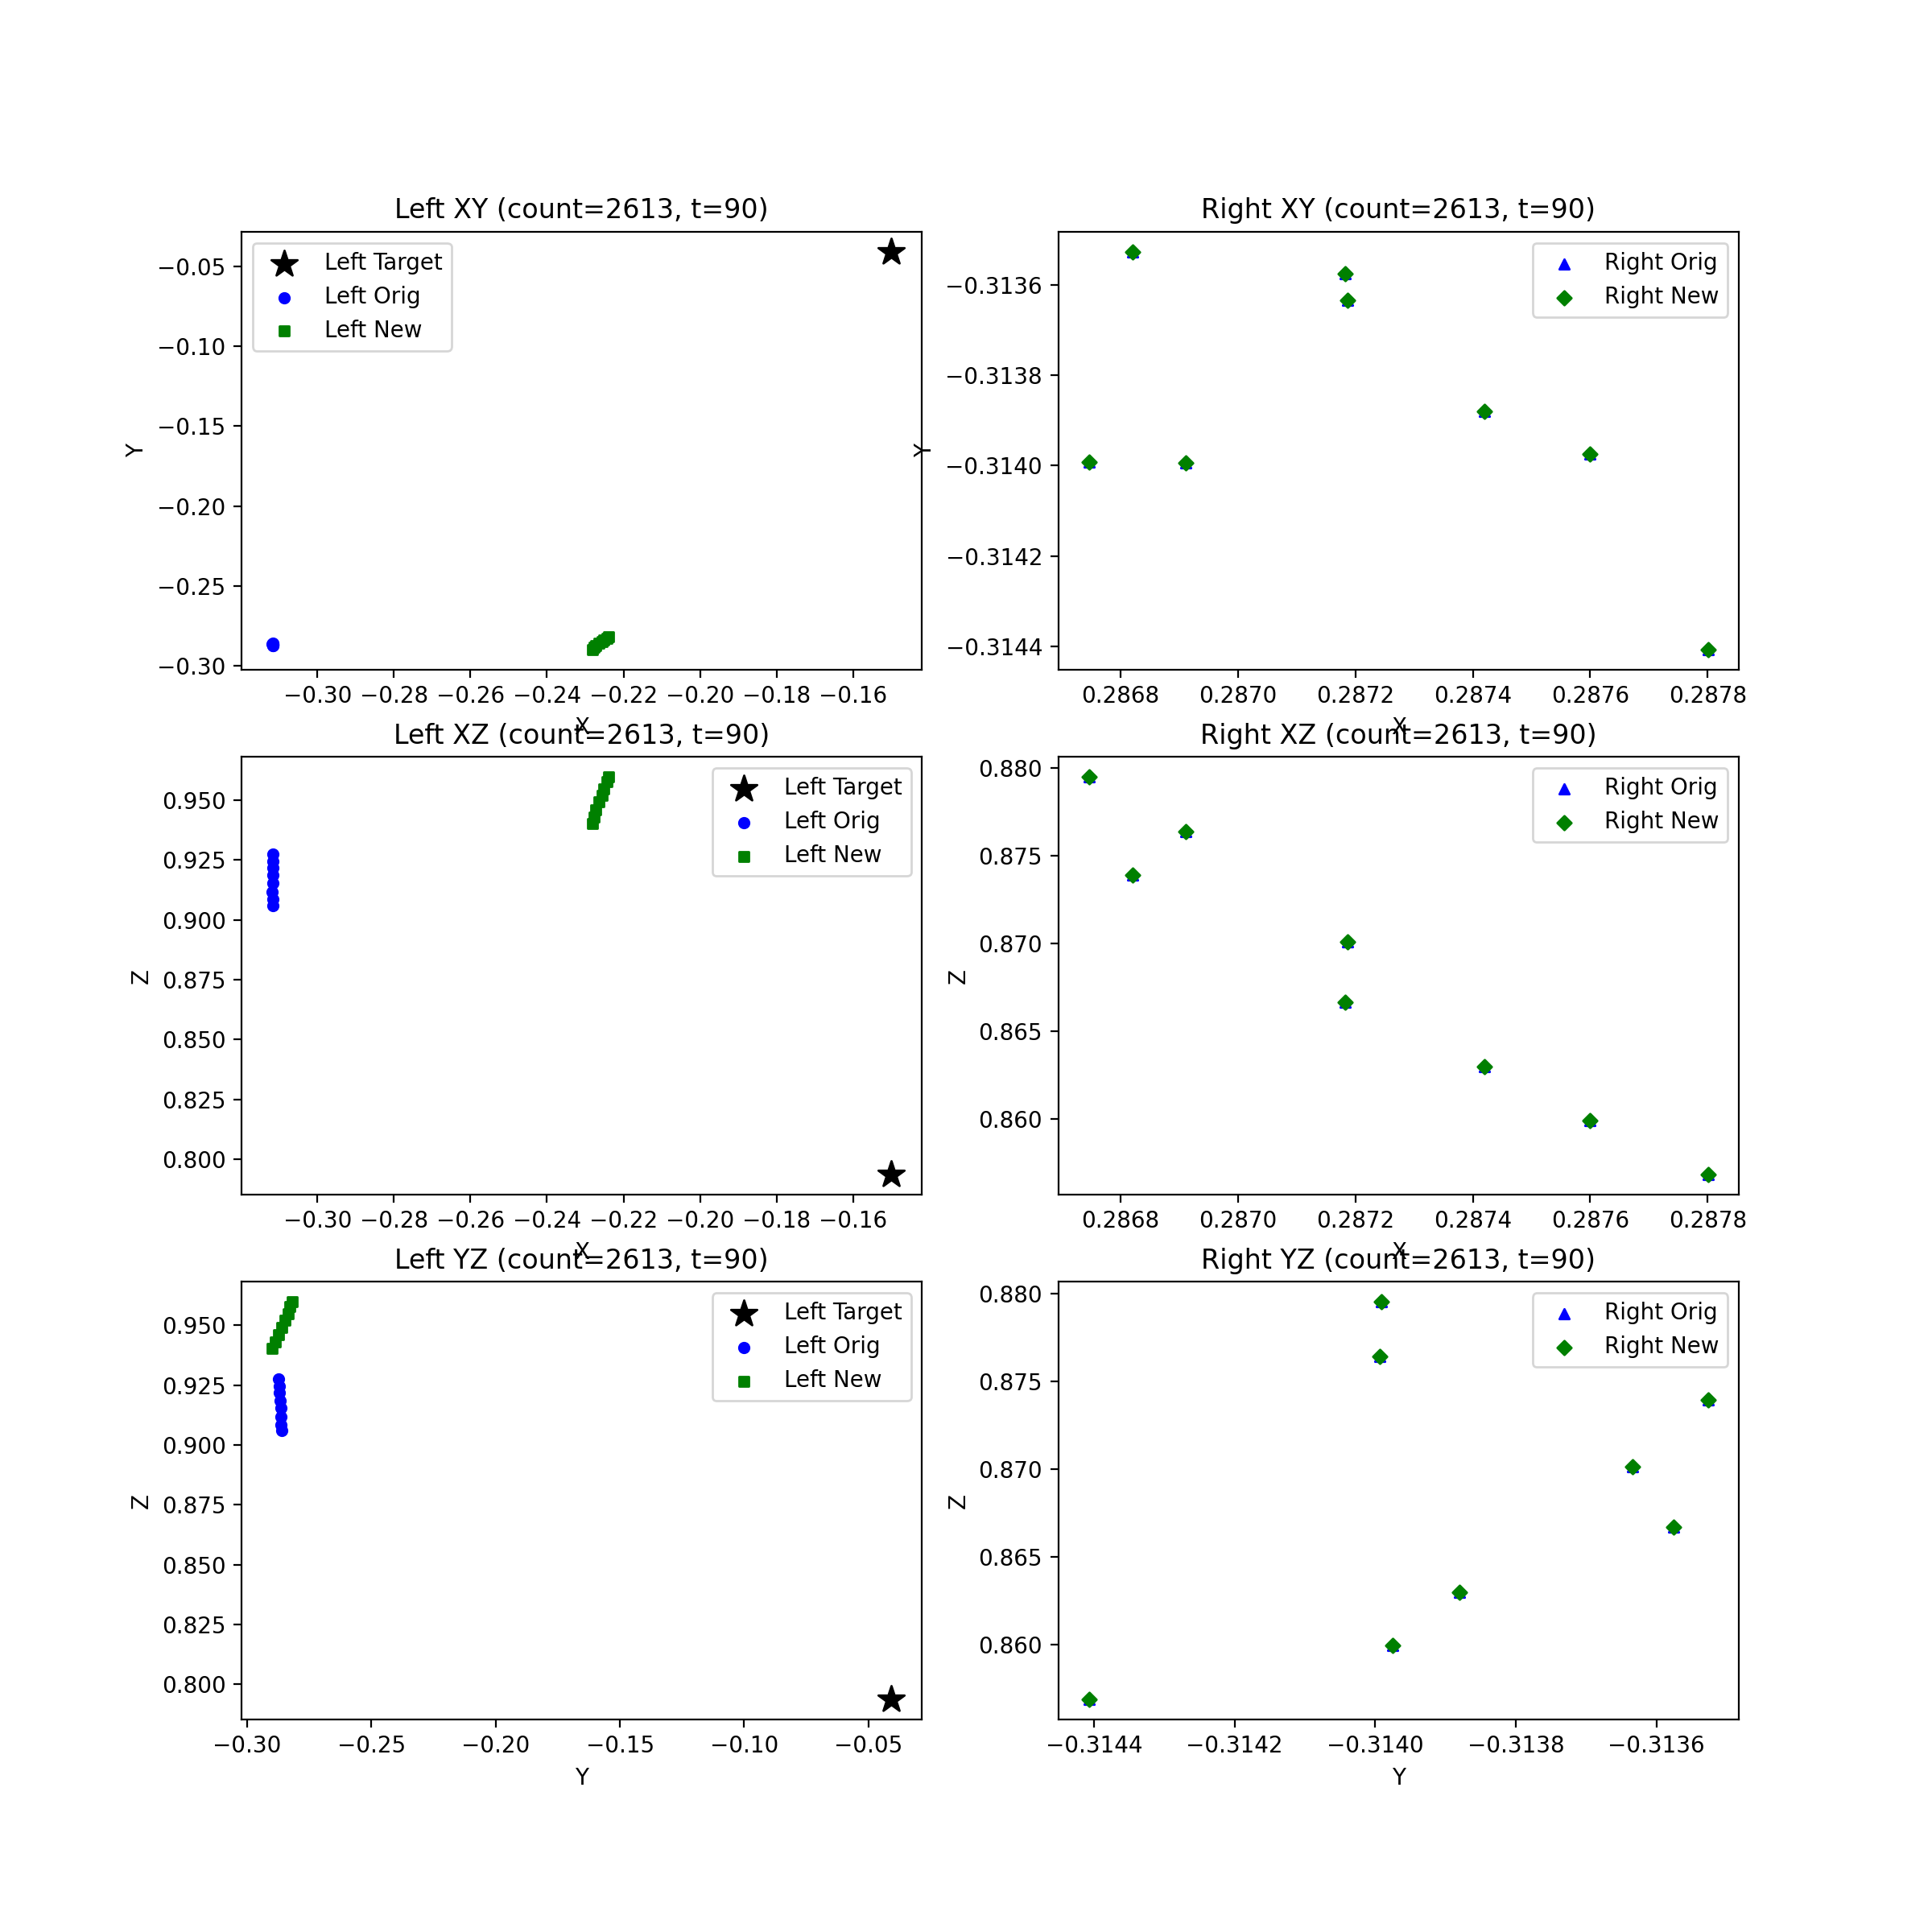 Left XY (count=2613, t=90)
Left Target
Left Orig
Left New
−0.05
−0.10
−0.15
−0.20
−0.25
−0.30
Y
−0.30 −0.28 −0.26 −0.24 −0.22 −0.20 −0.18 −0.16
X
Right XY (count=2613, t=90)
Right Orig
Right New
−0.3136
−0.3138
−0.3140
−0.3142
−0.3144
Y
0.2868 0.2870 0.2872 0.2874 0.2876 0.2878
X
Left XZ (count=2613, t=90)
Left Target
Left Orig
Left New
0.950
0.925
0.900
0.875
0.850
0.825
0.800
Z
−0.30 −0.28 −0.26 −0.24 −0.22 −0.20 −0.18 −0.16
X
Right XZ (count=2613, t=90)
Right Orig
Right New
0.880
0.875
0.870
0.865
0.860
Z
0.2868 0.2870 0.2872 0.2874 0.2876 0.2878
X
Left YZ (count=2613, t=90)
Left Target
Left Orig
Left New
0.950
0.925
0.900
0.875
0.850
0.825
0.800
Z
−0.30 −0.25 −0.20 −0.15 −0.10 −0.05
Y
Right YZ (count=2613, t=90)
Right Orig
Right New
0.880
0.875
0.870
0.865
0.860
Z
−0.3144 −0.3142 −0.3140 −0.3138 −0.3136
Y